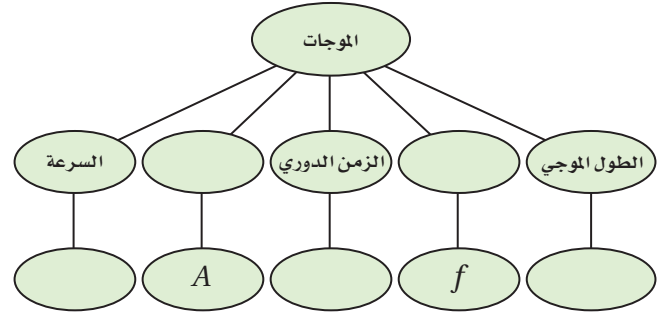 الموجات
الطول الموجي
الزمن الدوري
السرعة
f
A